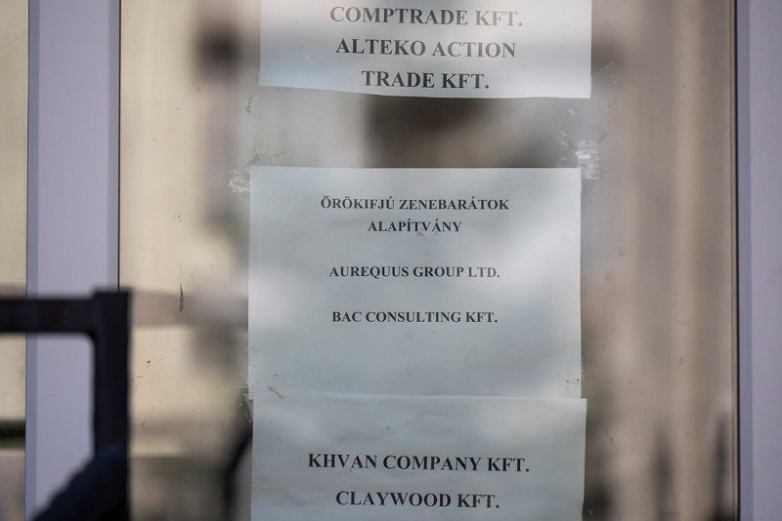 COMPTRADE KFT.
ALTEKO ACTION
TRADE KFT.
ÖRÖKIFJÚ ZENEBARÁTOK
ALAPÍTVÁNY
AUREQUUS GROUP LTD.
BAC CONSULTING KFT.
KHVAN COMPANY KFT.
CLAYWOOD KFT.